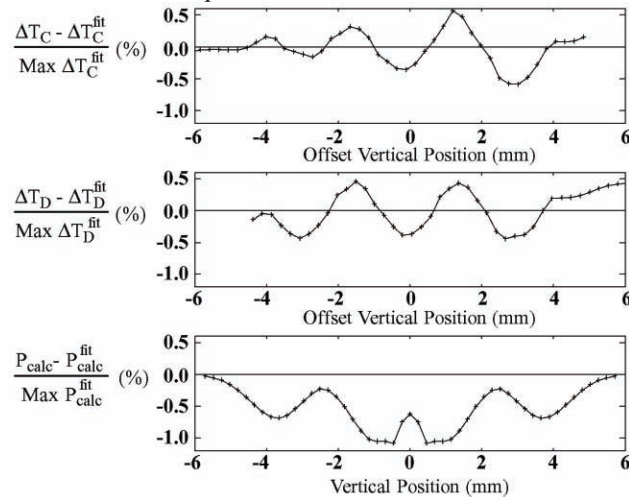 ΔT_C - ΔT_C^fit
Max ΔT_C^fit
(%)
0.5
0.0
-0.5
-1.0
-6 -4 -2 0 2 4 6
Offset Vertical Position (mm)
ΔT_D - ΔT_D^fit
Max ΔT_D^fit
(%)
0.5
0.0
-0.5
-1.0
-6 -4 -2 0 2 4 6
Offset Vertical Position (mm)
P_calc - P_calc^fit
Max P_calc^fit
(%)
0.5
0.0
-0.5
-1.0
-6 -4 -2 0 2 4 6
Vertical Position (mm)